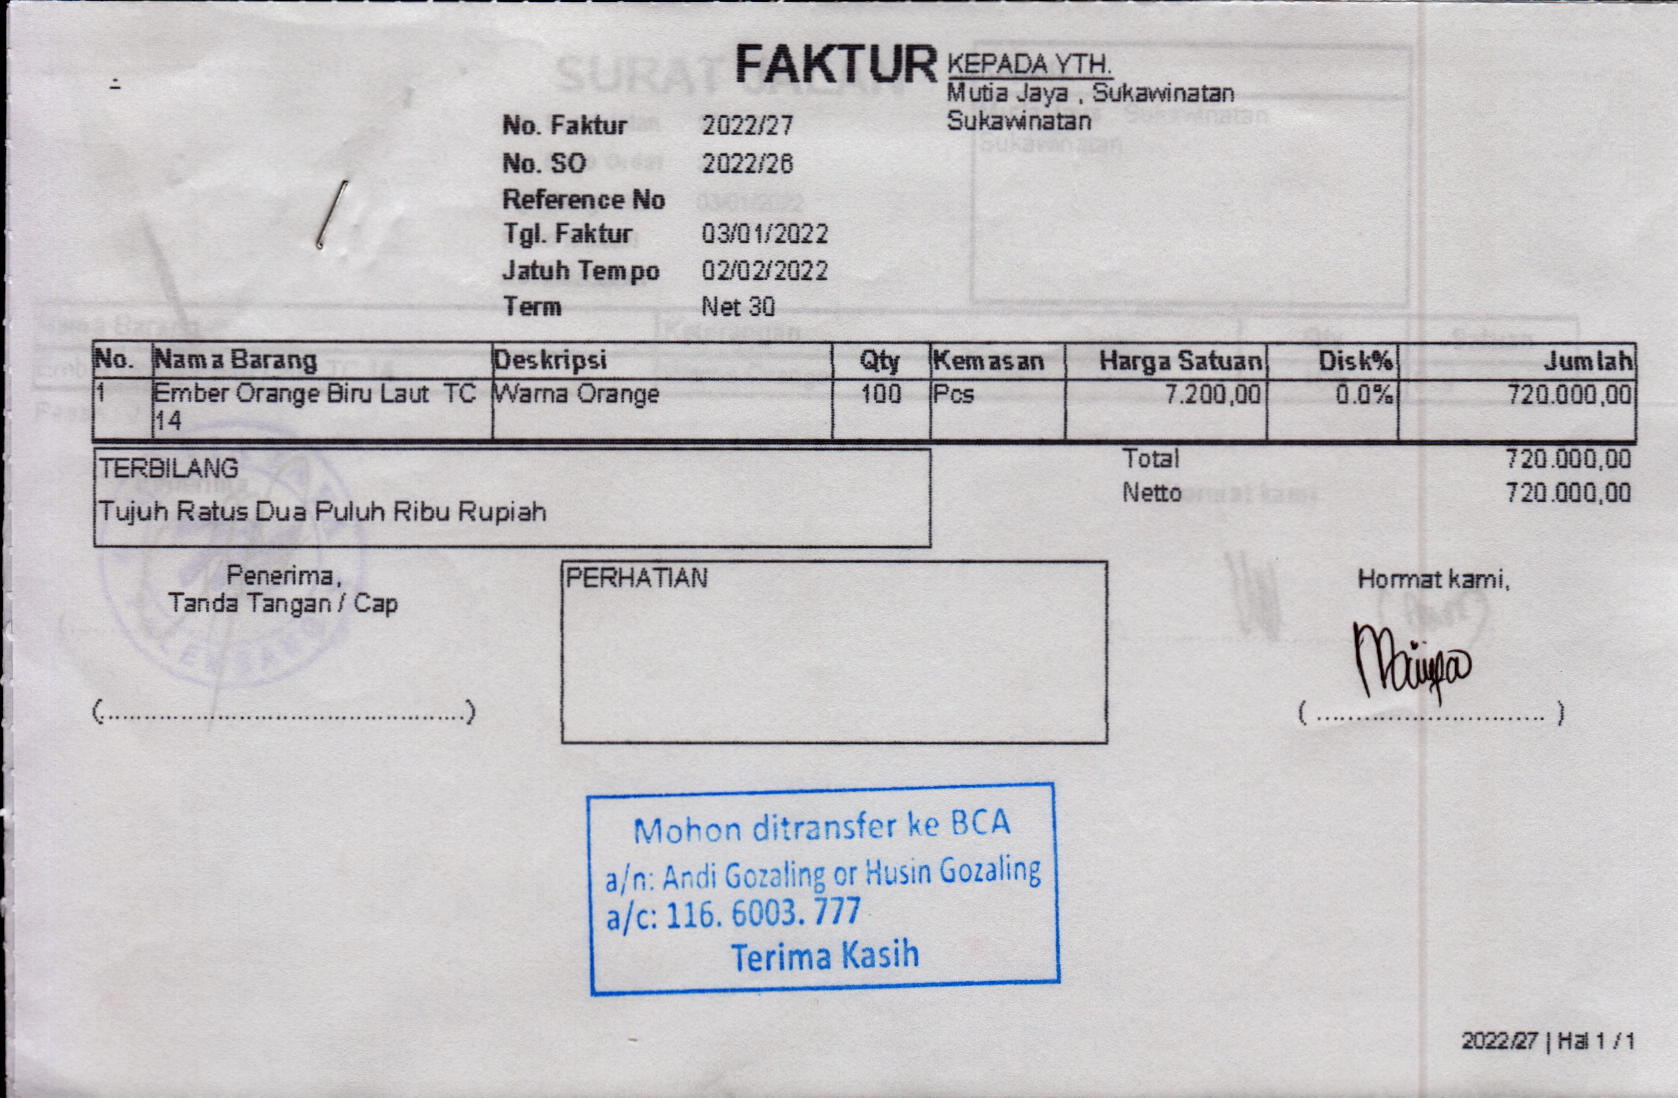 FAKTUR
KEPADA YTH.
Mutia Jaya , Sukawinatan
Sukawinatan
No. Faktur 2022/27
No. SO 2022/26
Reference No
Tgl. Faktur 03/01/2022
Jatuh Tempo 02/02/2022
Term Net 30
No. Nama Barang Deskripsi Qty Kemasan Harga Satuan Disk% Jumlah
1 Ember Orange Biru Laut TC 14 Warna Orange 100 Pcs 7.200,00 0.0% 720.000,00
Total 720.000,00
Netto 720.000,00
TERBILANG
Tujuh Ratus Dua Puluh Ribu Rupiah
Penerima,
Tanda Tangan / Cap
(................................................)
PERHATIAN
Hormat kami,
( ............................. )
Mohon ditransfer ke BCA
a/n: Andi Gozaling or Husin Gozaling
a/c: 116. 6003. 777
Terima Kasih
2022/27 | Hal 1 / 1